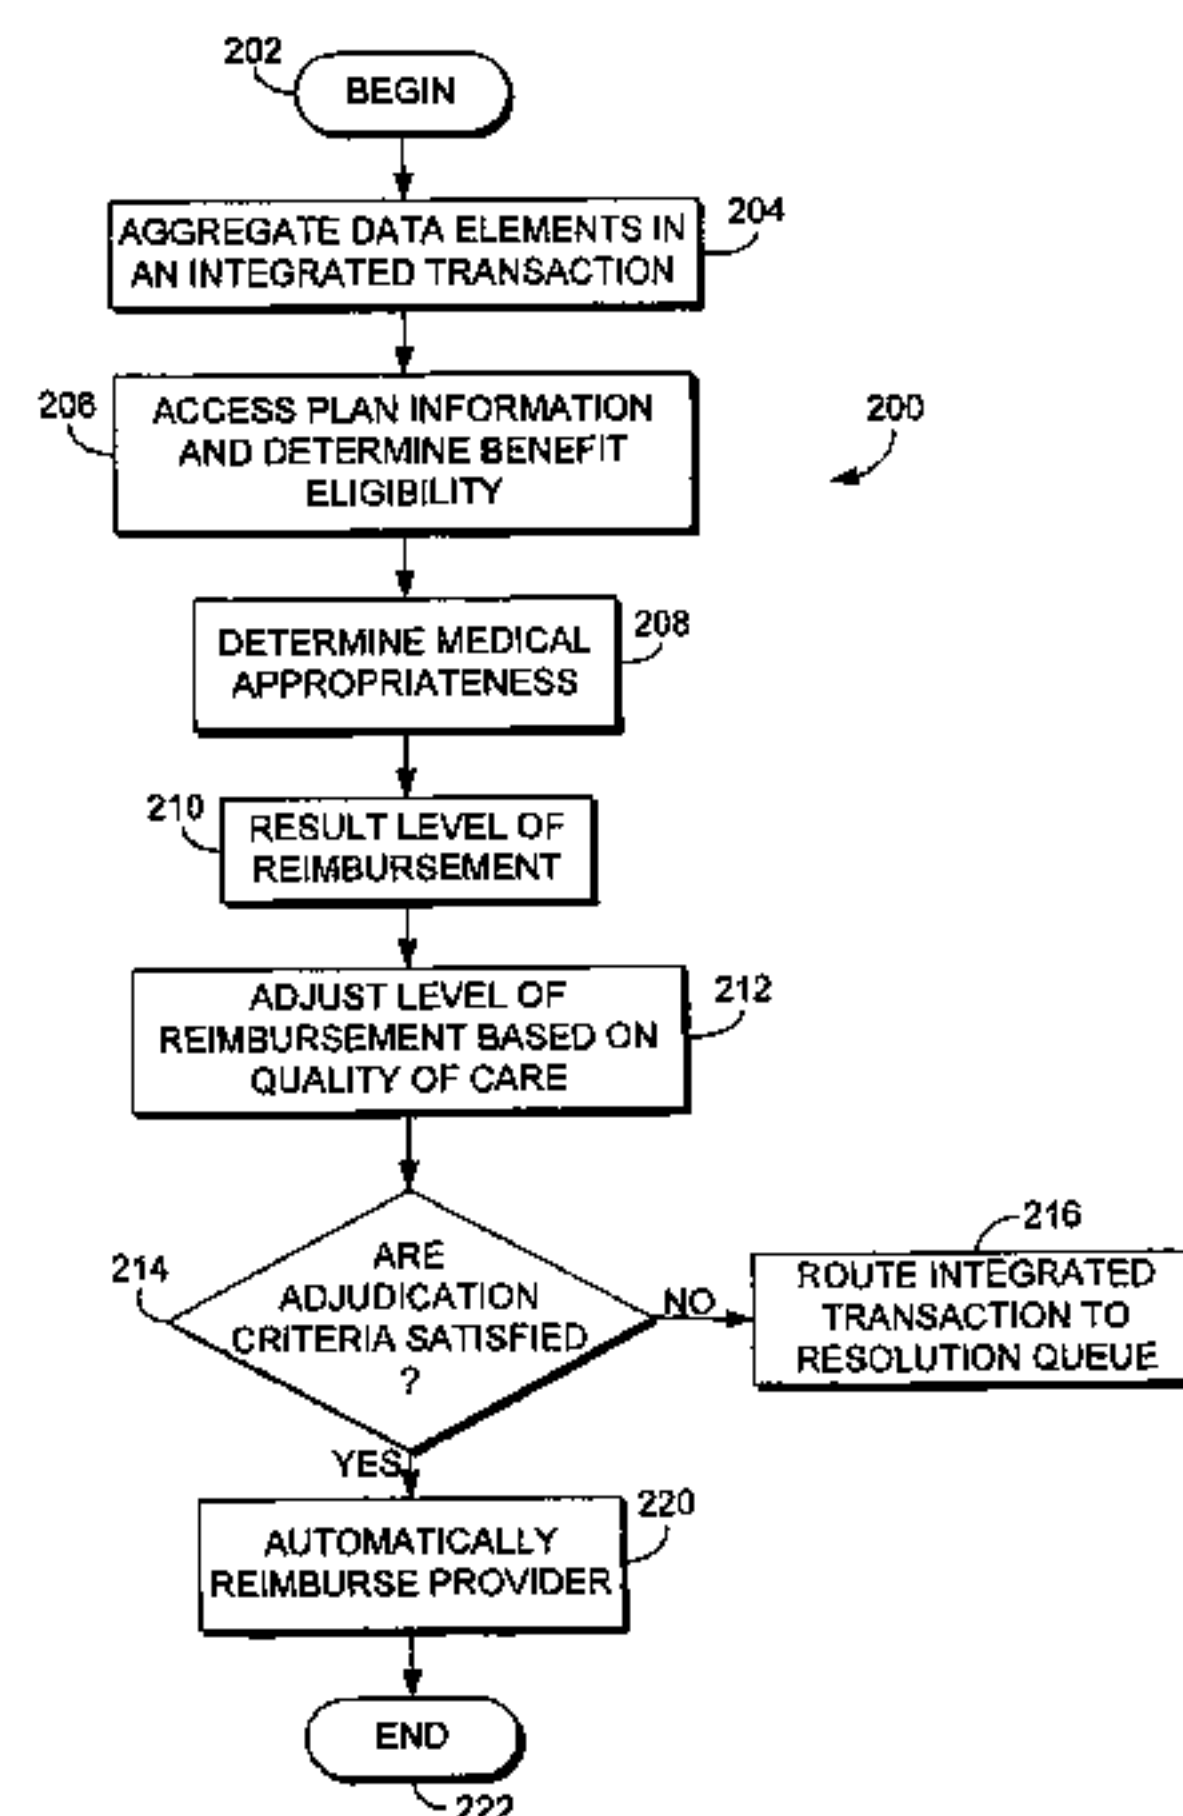 202
BEGIN
AGGREGATE DATA ELEMENTS IN
AN INTEGRATED TRANSACTION
204
206
ACCESS PLAN INFORMATION
AND DETERMINE BENEFIT
ELIGIBILITY
200
DETERMINE MEDICAL
APPROPRIATENESS
208
210
RESULT LEVEL OF
REIMBURSEMENT
ADJUST LEVEL OF
REIMBURSEMENT BASED ON
QUALITY OF CARE
212
214
ARE
ADJUDICATION
CRITERIA SATISFIED
?
NO
216
ROUTE INTEGRATED
TRANSACTION TO
RESOLUTION QUEUE
YES
AUTOMATICALLY
REIMBURSE PROVIDER
220
END
222